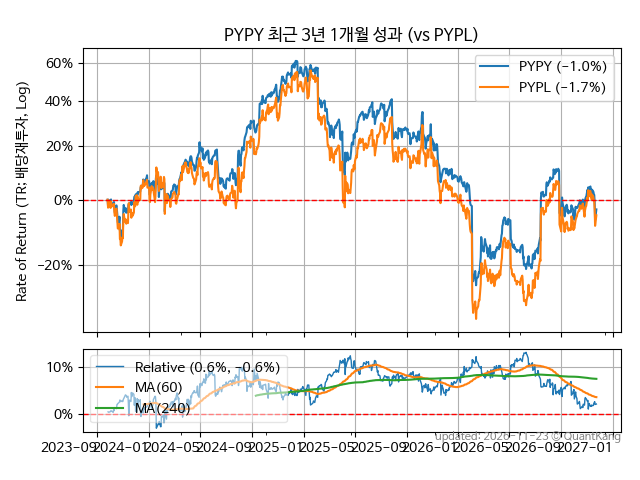 PYPY 최근 3년 1개월 성과 (vs PYPL)
Rate of Return (TR: 배당재투자, Log)
60%
40%
20%
0%
−20%
PYPY (−1.0%)
PYPL (−1.7%)
10%
0%
Relative (0.6%, −0.6%)
MA(60)
MA(240)
2023-09
2024-01
2024-05
2024-09
2025-01
2025-05
2025-09
2026-01
2026-05
2026-09
2027-01
updated: 2026-11-23 © QuantKang